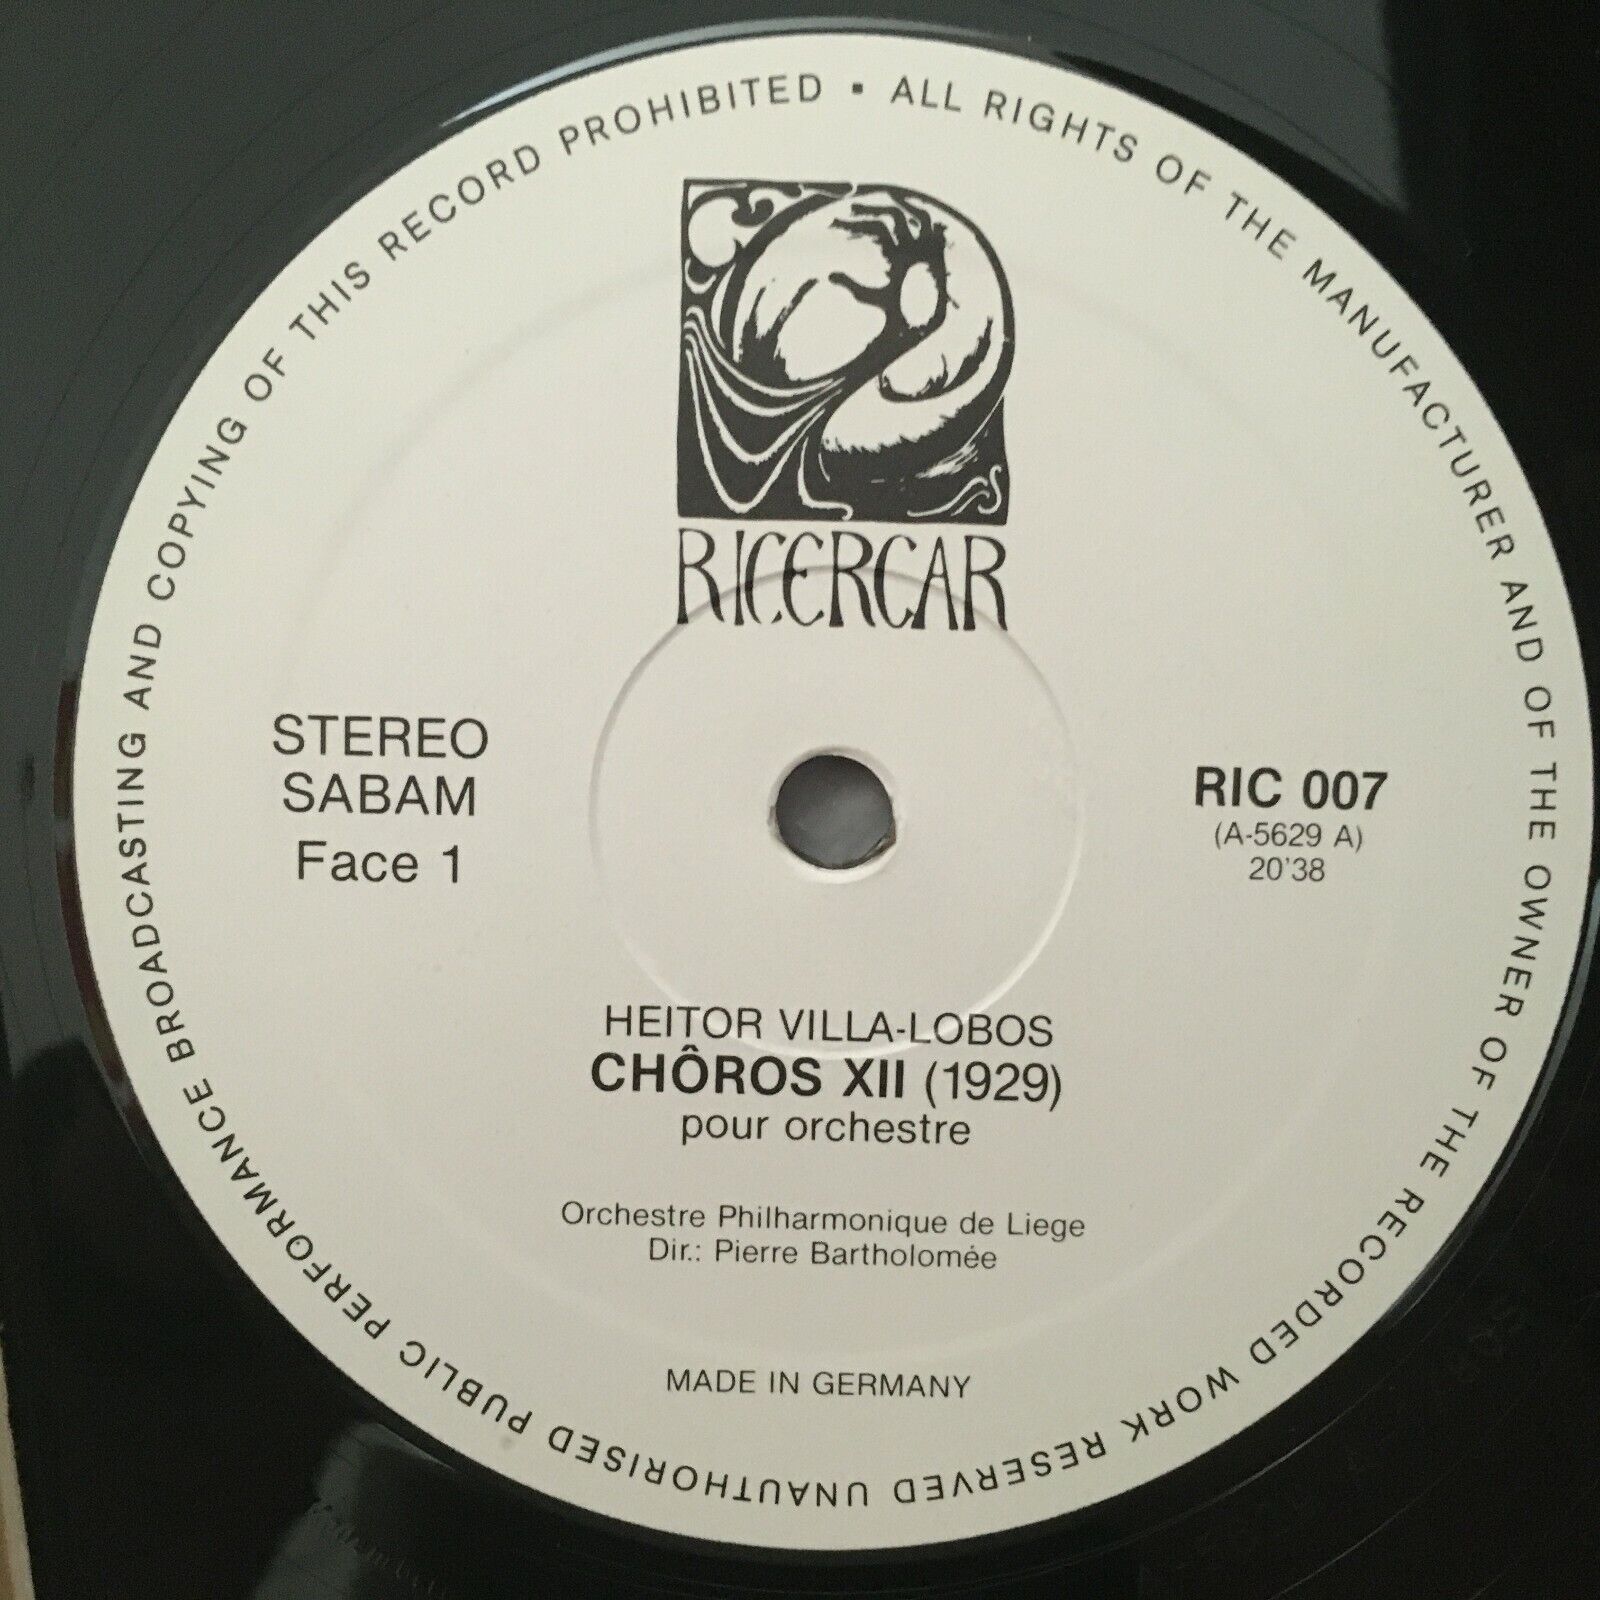 ALL RIGHTS OF THE MANUFACTURER AND OF THE OWNER OF THE RECORDED WORK RESERVED UNAUTHORISED PUBLIC PERFORMANCE BROADCASTING AND COPYING OF THIS RECORD PROHIBITED ▪
RICERCAR
STEREO
SABAM
Face 1
RIC 007
(A-5629 A)
20'38
HEITOR VILLA-LOBOS
CHÔROS XII (1929)
pour orchestre
Orchestre Philharmonique de Liege
Dir.: Pierre Bartholomée
MADE IN GERMANY